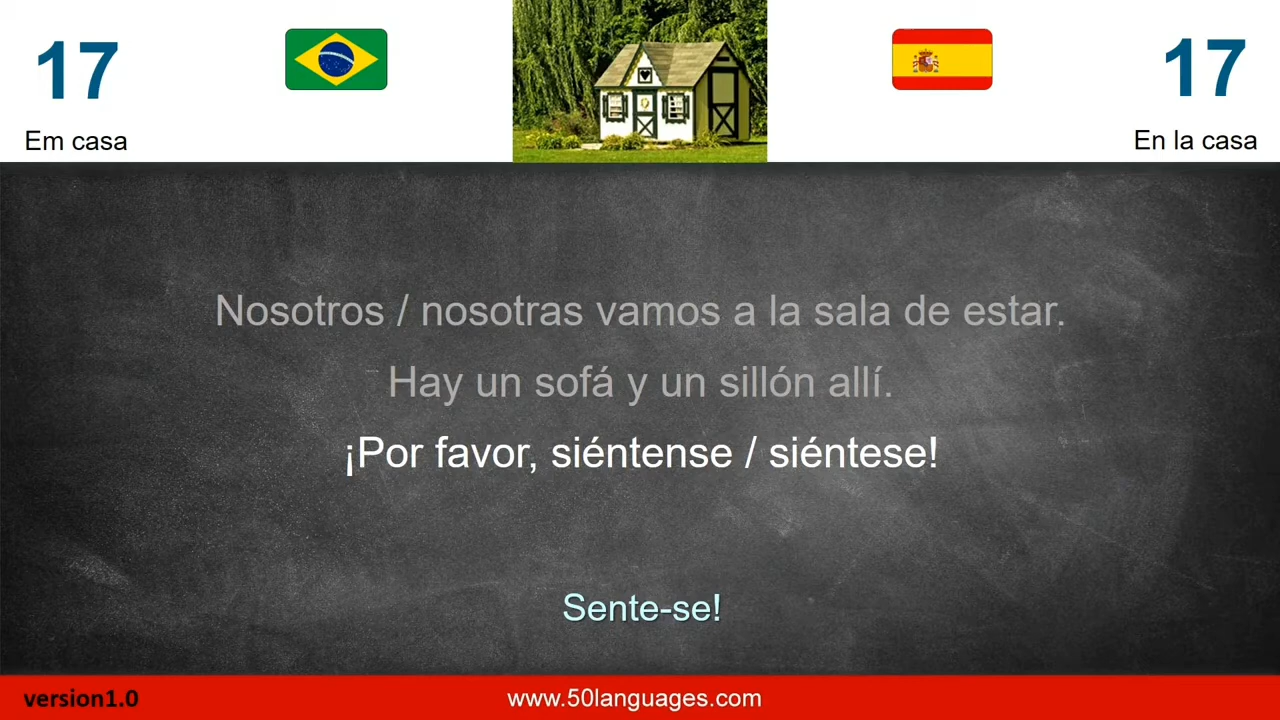 17
17
Em casa
En la casa
Nosotros / nosotras vamos a la sala de estar.
Hay un sofá y un sillón allí.
¡Por favor, siéntense / siéntese!
Sente-se!
version1.0
www.50languages.com